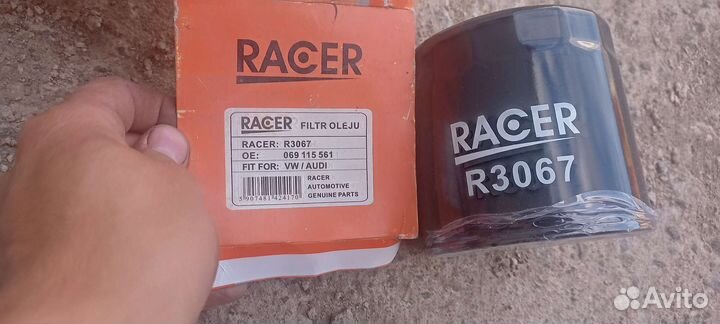 RACER
RACER FILTR OLEJU
RACER: R3067
OE: 069 115 561
FIT FOR: VW / AUDI
RACER
AUTOMOTIVE
GENUINE PARTS
5907481424170
RACER
R3067
Avito